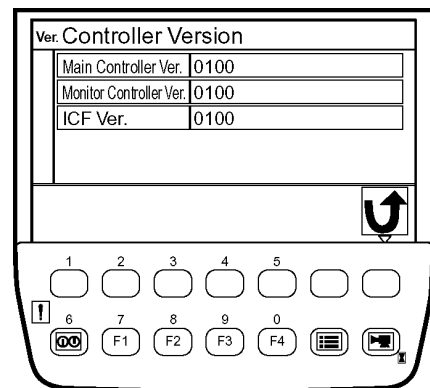 Ver. Controller Version
Main Controller Ver. 0100
Monitor Controller Ver. 0100
ICF Ver. 0100
1 2 3 4 5
!
6 7 8 9 0
F1 F2 F3 F4